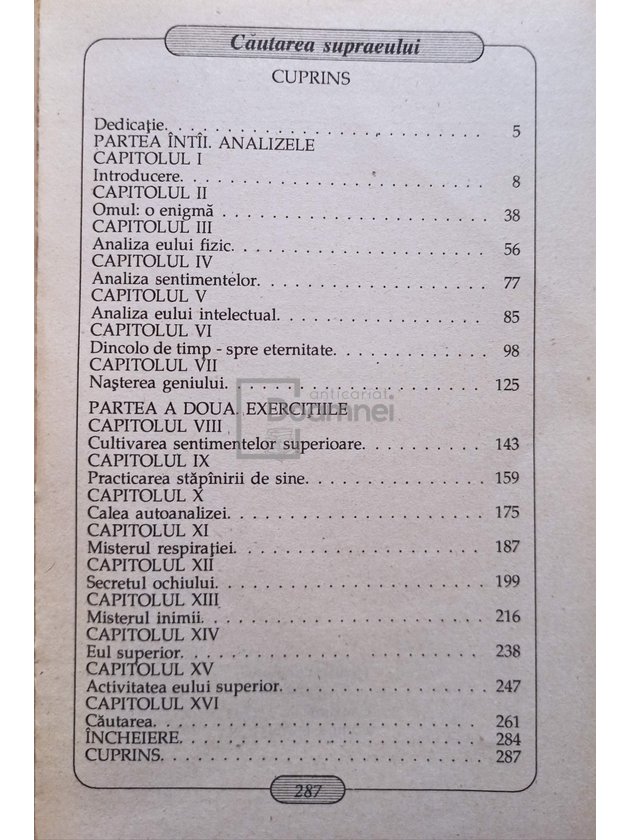 Căutarea supraeului
CUPRINS
Dedicaţie. . . . . . . . . . . . . . . . . . . . . . . 5
PARTEA ÎNTÎI. ANALIZELE
CAPITOLUL I
Introducere. . . . . . . . . . . . . . . . . . . . . . 8
CAPITOLUL II
Omul: o enigmă . . . . . . . . . . . . . . . . . . . 38
CAPITOLUL III
Analiza eului fizic. . . . . . . . . . . . . . . . . . 56
CAPITOLUL IV
Analiza sentimentelor. . . . . . . . . . . . . . . . 77
CAPITOLUL V
Analiza eului intelectual. . . . . . . . . . . . . . . 85
CAPITOLUL VI
Dincolo de timp - spre eternitate. . . . . . . . . . . 98
CAPITOLUL VII
Naşterea geniului. . . . . . . . . . . . . . . . . . 125
anticariat
Doamnei
PARTEA A DOUA. EXERCIŢIILE
CAPITOLUL VIII
Cultivarea sentimentelor superioare. . . . . . . . . 143
CAPITOLUL IX
Practicarea stăpînirii de sine. . . . . . . . . . . . . 159
CAPITOLUL X
Calea autoanalizei. . . . . . . . . . . . . . . . . . 175
CAPITOLUL XI
Misterul respiraţiei. . . . . . . . . . . . . . . . . 187
CAPITOLUL XII
Secretul ochiului. . . . . . . . . . . . . . . . . . 199
CAPITOLUL XIII
Misterul inimii. . . . . . . . . . . . . . . . . . . 216
CAPITOLUL XIV
Eul superior. . . . . . . . . . . . . . . . . . . . 238
CAPITOLUL XV
Activitatea eului superior. . . . . . . . . . . . . . 247
CAPITOLUL XVI
Căutarea. . . . . . . . . . . . . . . . . . . . . . 261
ÎNCHEIERE. . . . . . . . . . . . . . . . . . . . . 284
CUPRINS. . . . . . . . . . . . . . . . . . . . . . 287
287